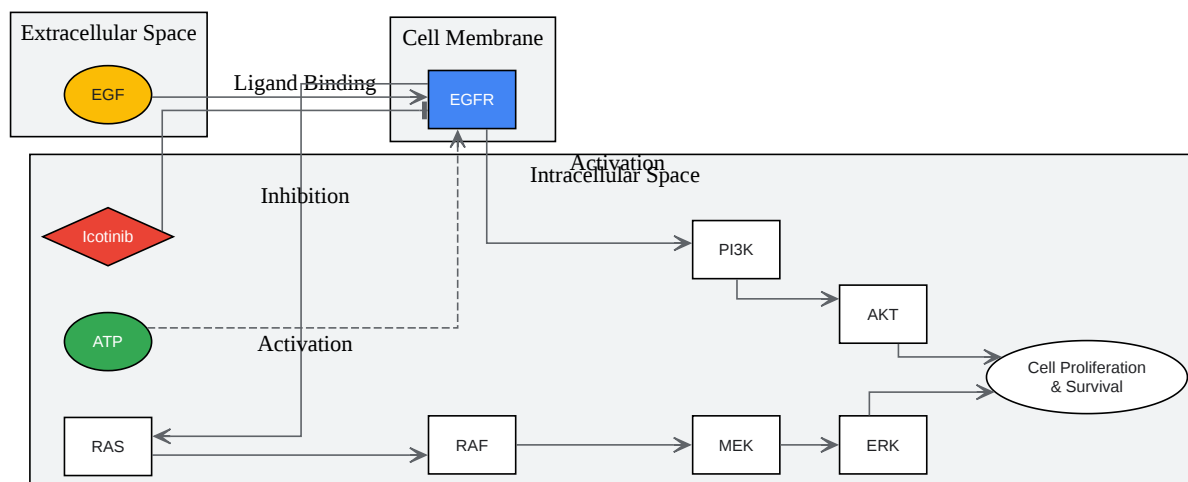 Extracellular Space
Cell Membrane
EGF
Ligand Binding
EGFR
Activation
Intracellular Space
Inhibition
Icotinib
PI3K
AKT
ATP
Activation
Cell Proliferation
& Survival
RAS
RAF
MEK
ERK